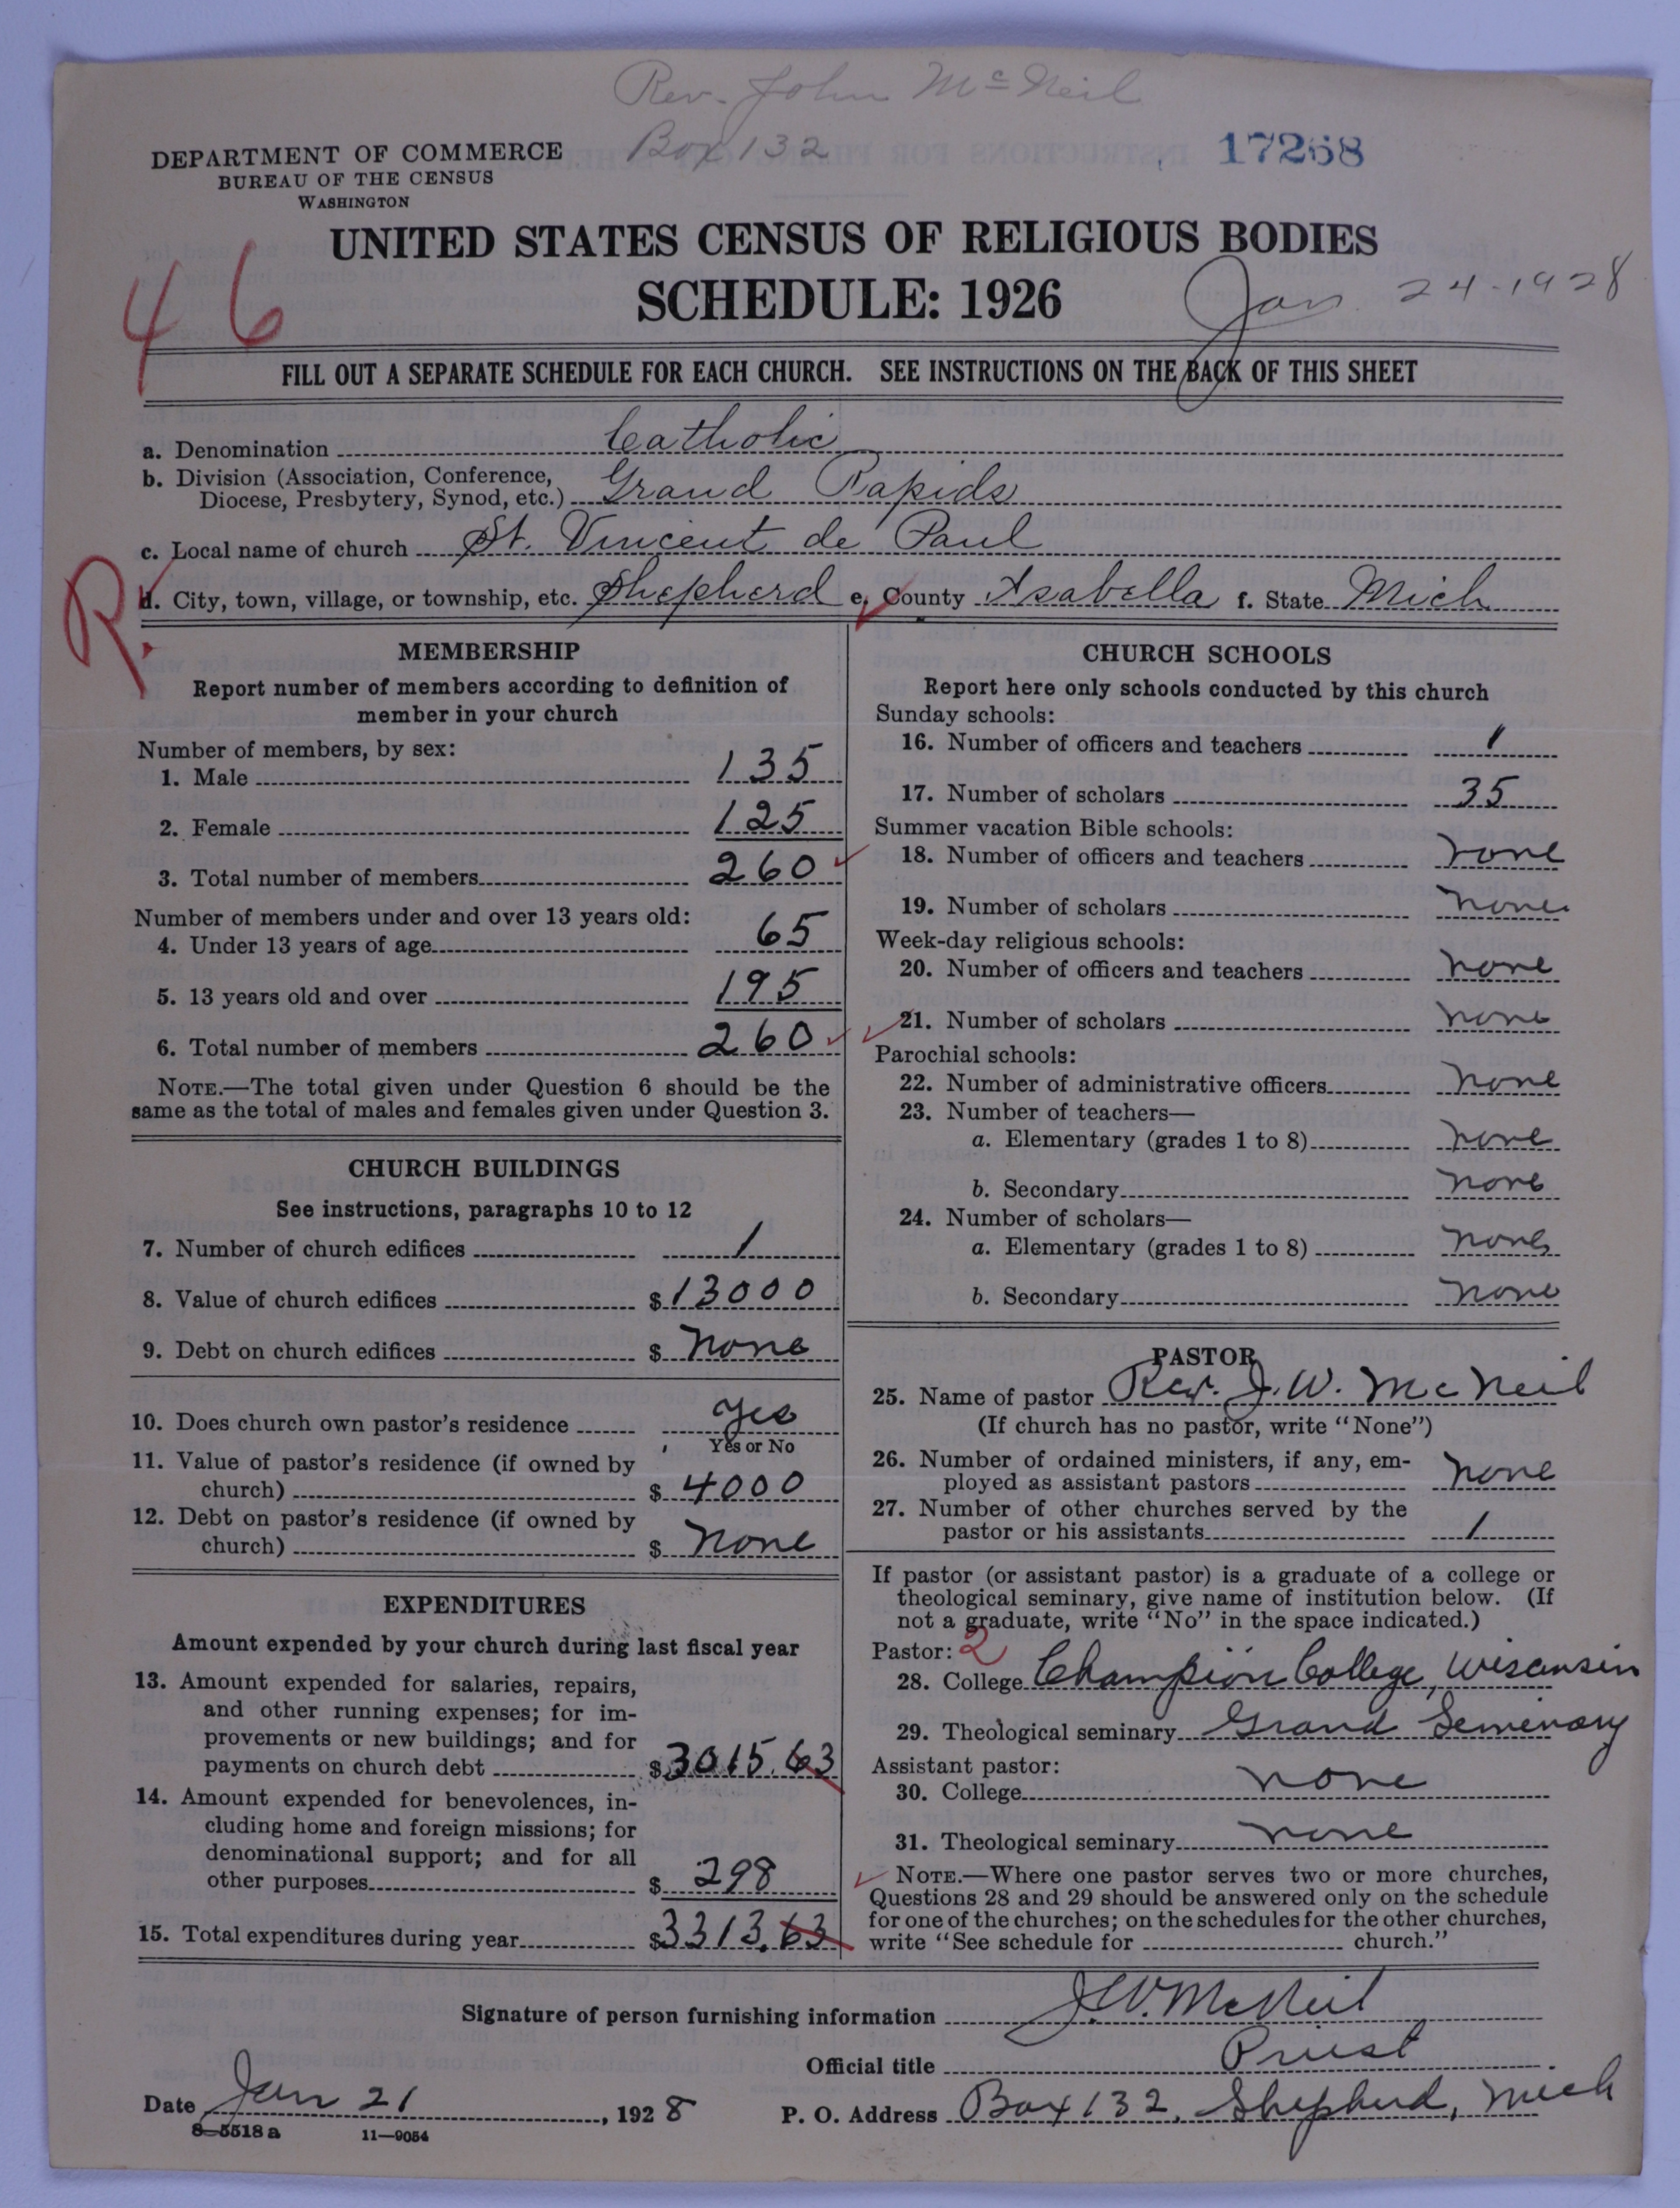 Rev. John McNeil
Box 132
17268
DEPARTMENT OF COMMERCE
BUREAU OF THE CENSUS
WASHINGTON
UNITED STATES CENSUS OF RELIGIOUS BODIES
SCHEDULE: 1926
Jan 24-1928
46
FILL OUT A SEPARATE SCHEDULE FOR EACH CHURCH. SEE INSTRUCTIONS ON THE BACK OF THIS SHEET
a. Denomination Catholic
b. Division (Association, Conference,
Diocese, Presbytery, Synod, etc.) Grand Rapids
c. Local name of church St. Vincent de Paul
R.
d. City, town, village, or township, etc. Shepherd e. County Isabella f. State Mich
MEMBERSHIP
Report number of members according to definition of
member in your church
Number of members, by sex:
1. Male 135
2. Female 125
3. Total number of members 260
Number of members under and over 13 years old:
4. Under 13 years of age 65
5. 13 years old and over 195
6. Total number of members 260
NOTE.—The total given under Question 6 should be the
same as the total of males and females given under Question 3.
CHURCH BUILDINGS
See instructions, paragraphs 10 to 12
7. Number of church edifices 1
8. Value of church edifices $13000
9. Debt on church edifices $ None
10. Does church own pastor's residence yes
Yes or No
11. Value of pastor's residence (if owned by
church) $ 4000
12. Debt on pastor's residence (if owned by
church) $ None
EXPENDITURES
Amount expended by your church during last fiscal year
13. Amount expended for salaries, repairs,
and other running expenses; for im-
provements or new buildings; and for
payments on church debt $3015.63
14. Amount expended for benevolences, in-
cluding home and foreign missions; for
denominational support; and for all
other purposes $ 298
15. Total expenditures during year $3313.63
CHURCH SCHOOLS
Report here only schools conducted by this church
Sunday schools:
16. Number of officers and teachers 1
17. Number of scholars 35
Summer vacation Bible schools:
18. Number of officers and teachers none
19. Number of scholars none
Week-day religious schools:
20. Number of officers and teachers none
21. Number of scholars none
Parochial schools:
22. Number of administrative officers none
23. Number of teachers—
a. Elementary (grades 1 to 8) none
b. Secondary none
24. Number of scholars—
a. Elementary (grades 1 to 8) none
b. Secondary none
PASTOR
25. Name of pastor Rev. J. W. McNeil
(If church has no pastor, write "None")
26. Number of ordained ministers, if any, em-
ployed as assistant pastors none
27. Number of other churches served by the
pastor or his assistants 1
If pastor (or assistant pastor) is a graduate of a college or
theological seminary, give name of institution below. (If
not a graduate, write "No" in the space indicated.)
Pastor: 2
28. College Champion College, Wisconsin
29. Theological seminary Grand Semenary
Assistant pastor:
30. College none
31. Theological seminary none
NOTE.—Where one pastor serves two or more churches,
Questions 28 and 29 should be answered only on the schedule
for one of the churches; on the schedules for the other churches,
write "See schedule for church."
Signature of person furnishing information J.W. McNeil
Official title Priest
Date Jan 21, 1928 P. O. Address Box 132, Shepherd, Mich
8—5518 a 11—9054